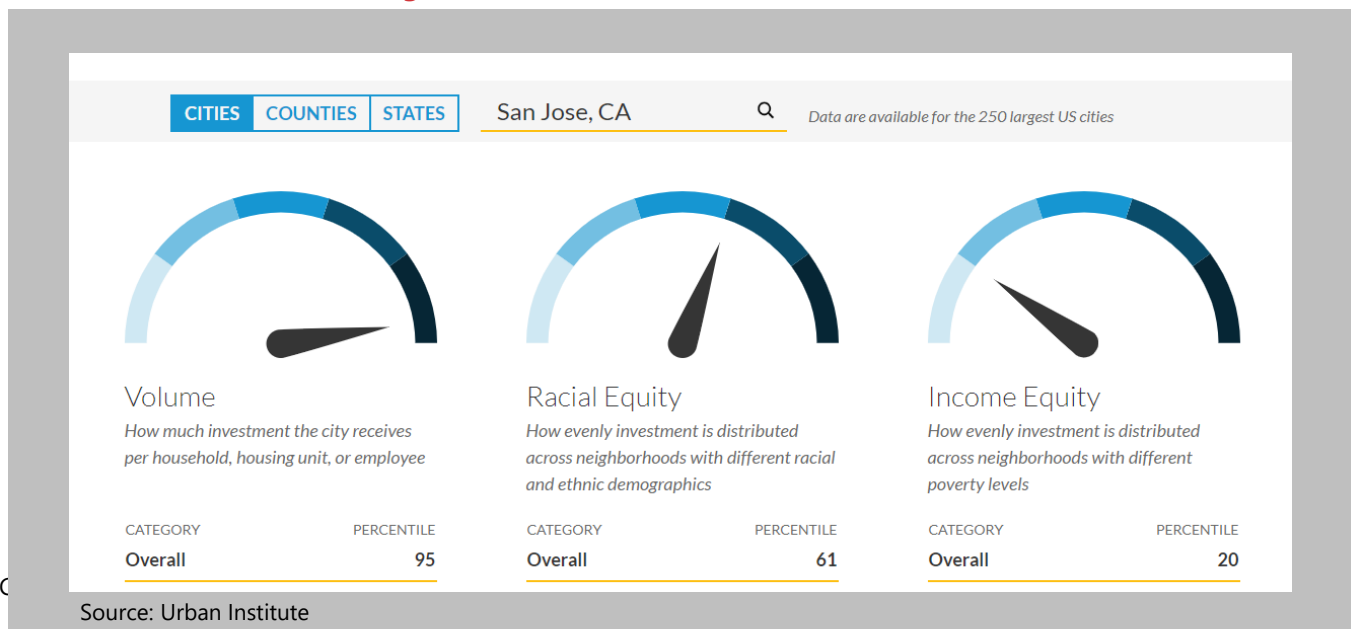 CITIES COUNTIES STATES San Jose, CA Data are available for the 250 largest US cities
Volume
How much investment the city receives
per household, housing unit, or employee
CATEGORY PERCENTILE
Overall 95
Racial Equity
How evenly investment is distributed
across neighborhoods with different racial
and ethnic demographics
CATEGORY PERCENTILE
Overall 61
Income Equity
How evenly investment is distributed
across neighborhoods with different
poverty levels
CATEGORY PERCENTILE
Overall 20
Source: Urban Institute